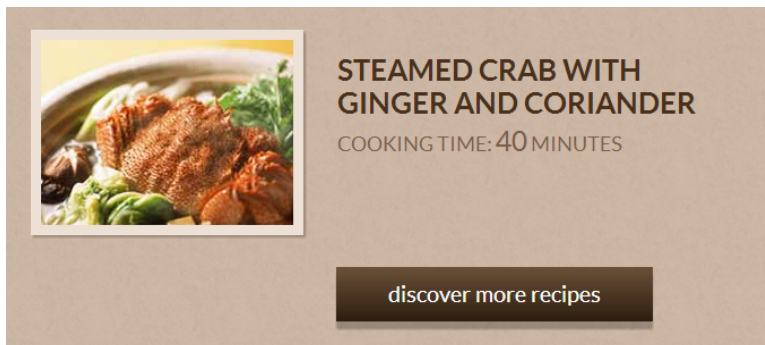 STEAMED CRAB WITH
GINGER AND CORIANDER
COOKING TIME: 40 MINUTES
discover more recipes